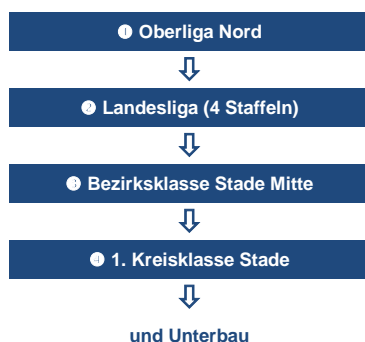 ❶ Oberliga Nord
❷ Landesliga (4 Staffeln)
❸ Bezirksklasse Stade Mitte
❹ 1. Kreisklasse Stade
und Unterbau